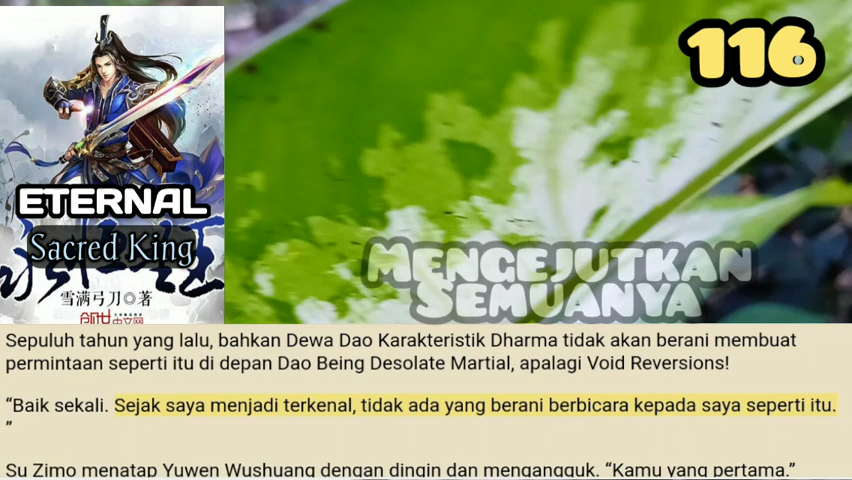 116
ETERNAL
Sacred King
雪满弓刀◎著
中文网
MENGEJUTKAN
SEMUANYA
Sepuluh tahun yang lalu, bahkan Dewa Dao Karakteristik Dharma tidak akan berani membuat
permintaan seperti itu di depan Dao Being Desolate Martial, apalagi Void Reversions!
“Baik sekali. Sejak saya menjadi terkenal, tidak ada yang berani berbicara kepada saya seperti itu.
”
Su Zimo menatap Yuwen Wushuang dengan dingin dan mengangguk. “Kamu yang pertama.”